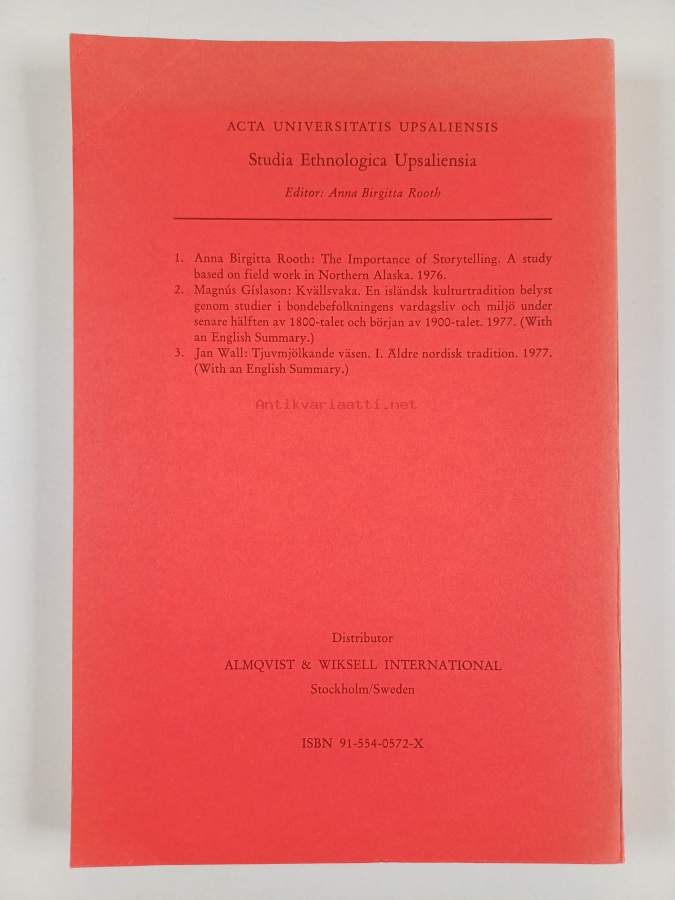 ACTA UNIVERSITATIS UPSALIENSIS
Studia Ethnologica Upsaliensia
Editor: Anna Birgitta Rooth
1. Anna Birgitta Rooth: The Importance of Storytelling. A study
based on field work in Northern Alaska. 1976.
2. Magnús Gíslason: Kvällsvaka. En isländsk kulturtradition belyst
genom studier i bondebefolkningens vardagsliv och miljö under
senare hälften av 1800-talet och början av 1900-talet. 1977. (With
an English Summary.)
3. Jan Wall: Tjuvmjölkande väsen. I. Äldre nordisk tradition. 1977.
(With an English Summary.)
Antikvariaatti.net
Distributor
ALMQVIST & WIKSELL INTERNATIONAL
Stockholm/Sweden
ISBN 91-554-0572-X